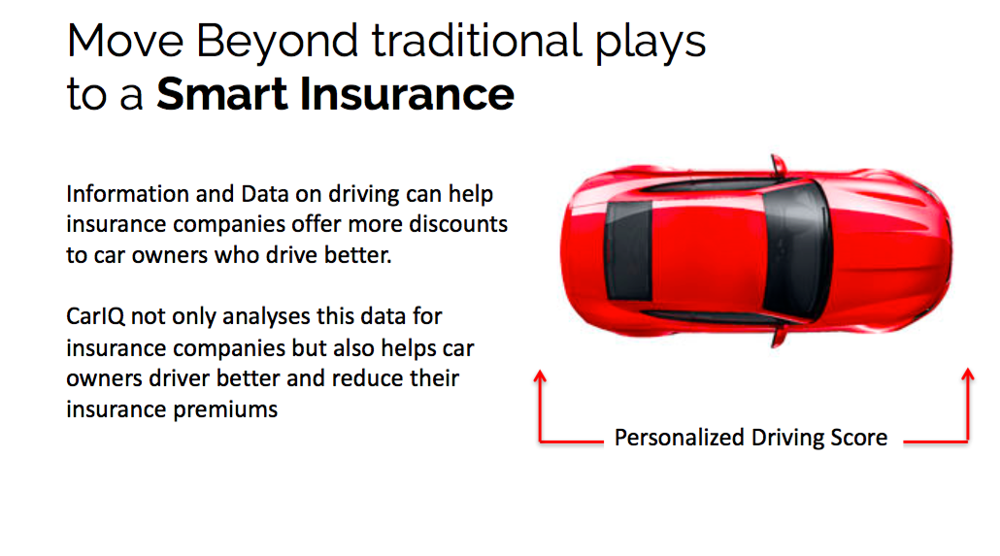 Move Beyond traditional plays
to a Smart Insurance
Information and Data on driving can help
insurance companies offer more discounts
to car owners who drive better.
CarIQ not only analyses this data for
insurance companies but also helps car
owners driver better and reduce their
insurance premiums
Personalized Driving Score